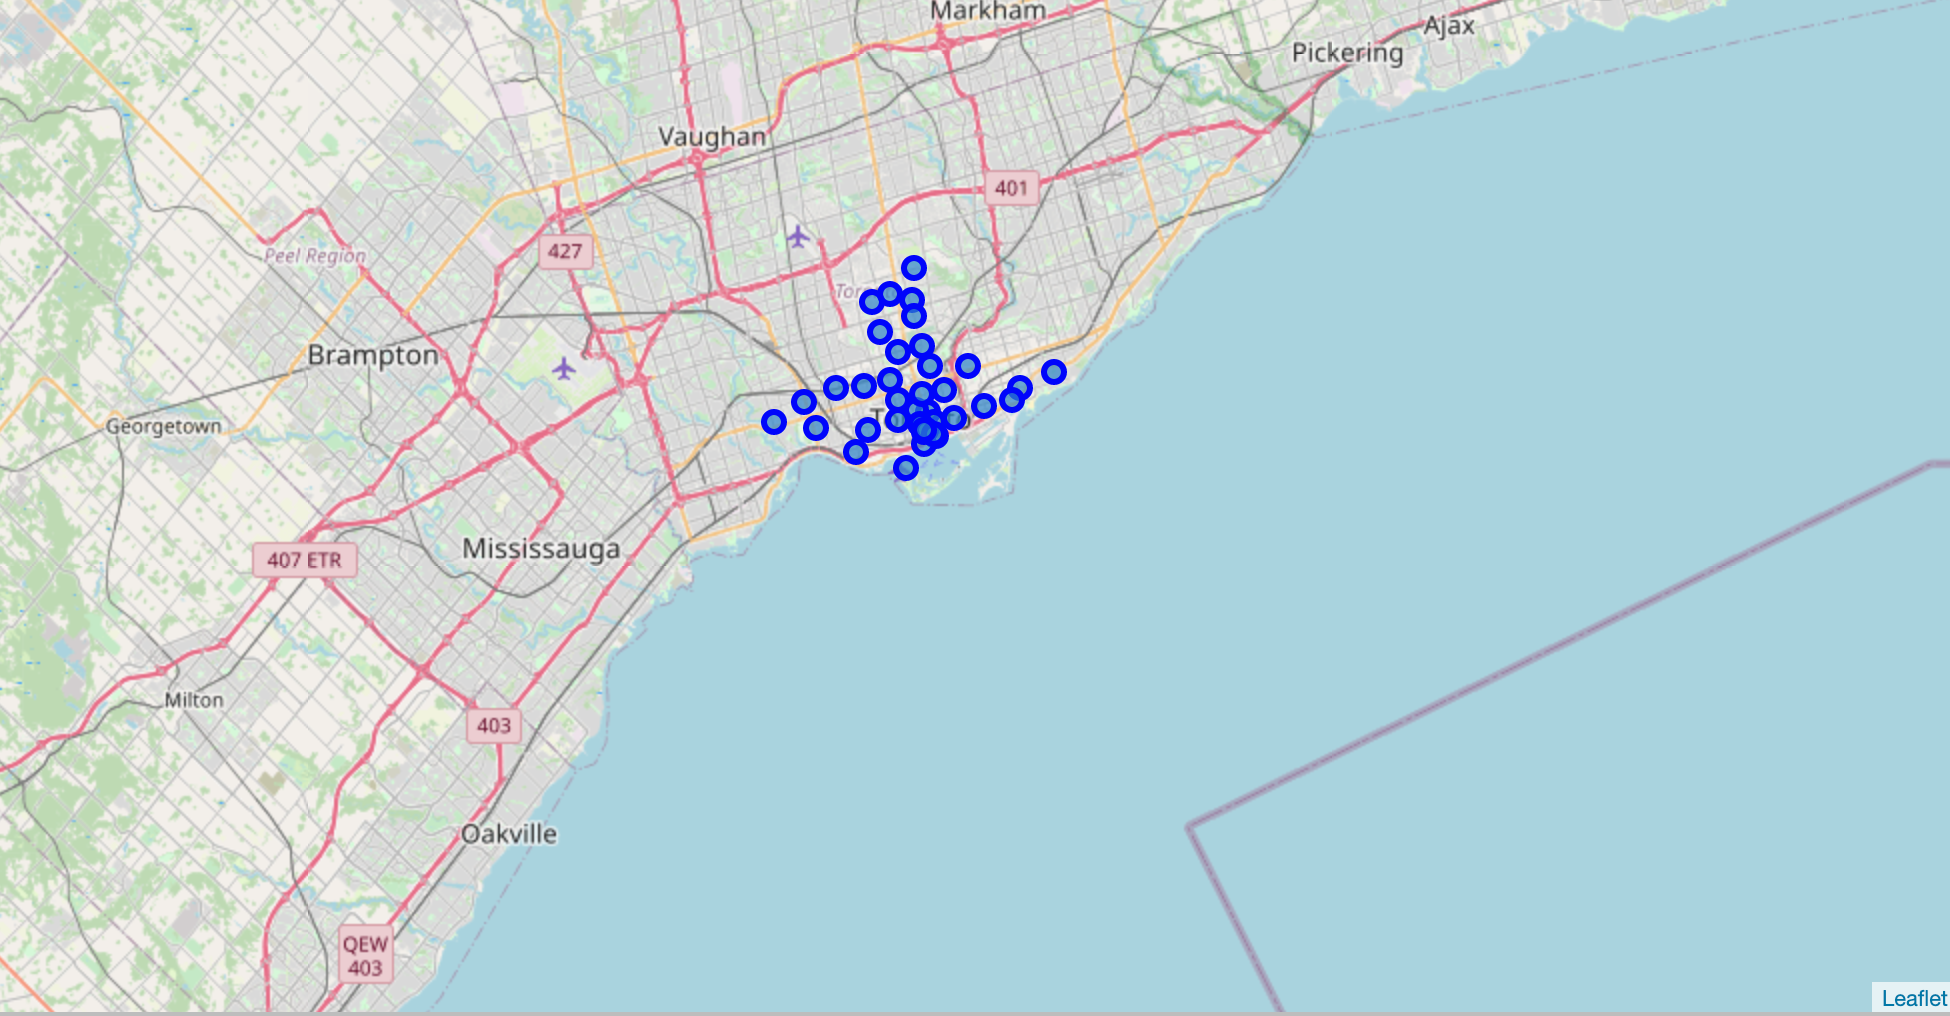 Markham
Ajax
Pickering
Vaughan
401
427
Peel Region
Brampton
Georgetown
Mississauga
407 ETR
Milton
403
Oakville
QEW
403
Leaflet